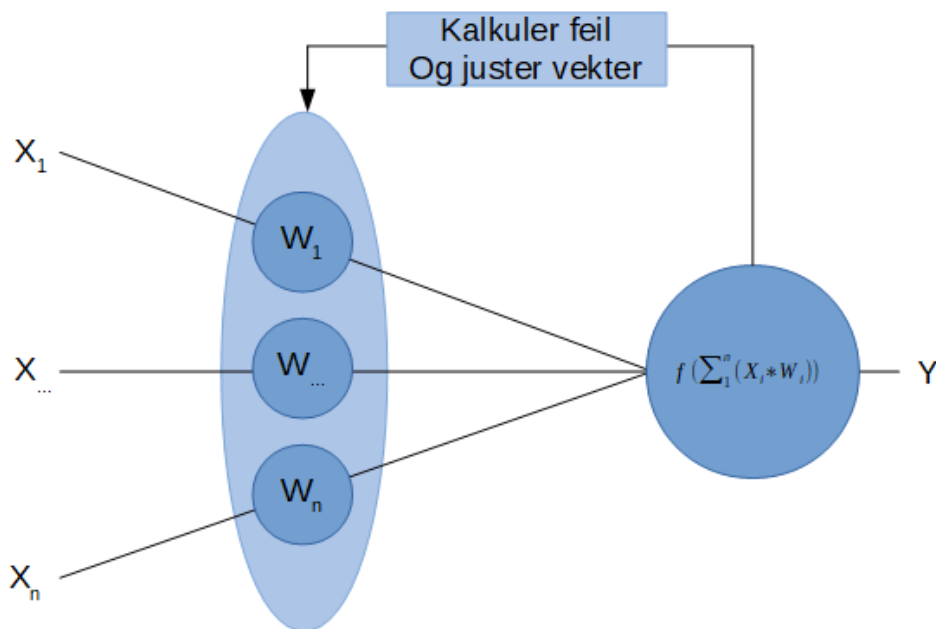 Kalkuler feil
Og juster vekter
X₁
W₁
X...
W...
f (∑₁ⁿ (Xᵢ∗Wᵢ))
Y
Wₙ
Xₙ